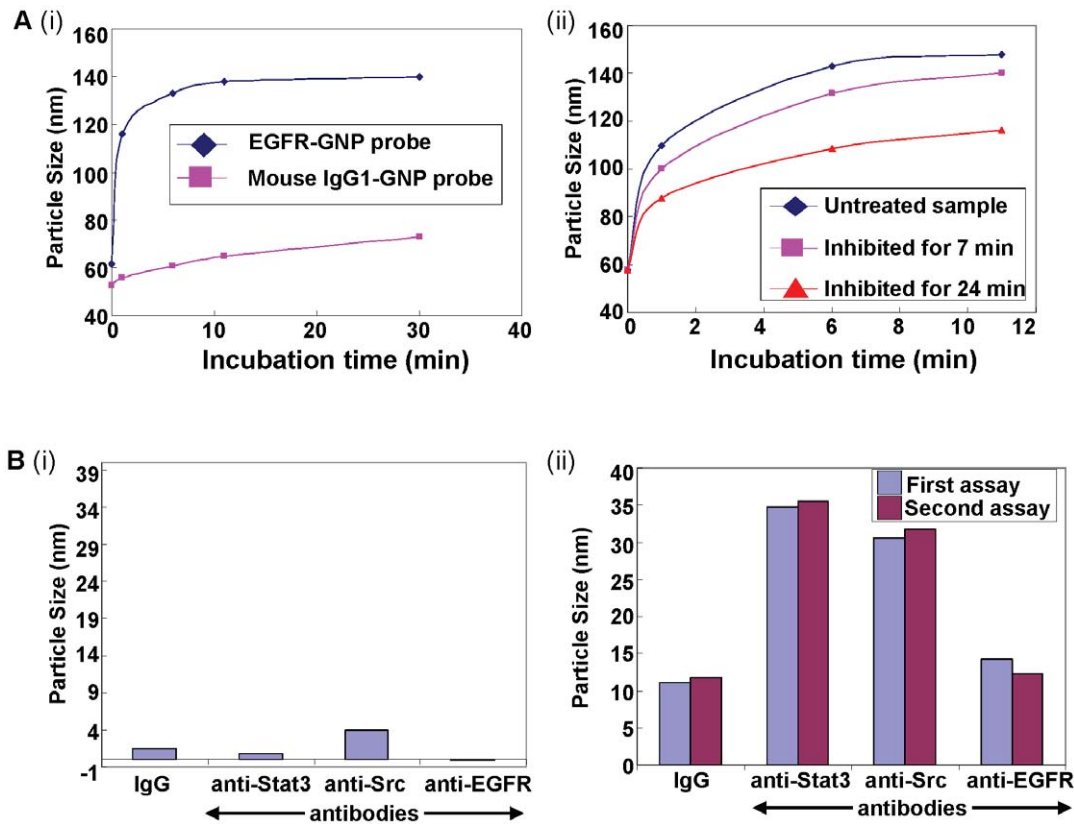 A (i)
160
140
120
100
80
60
40
0
10
20
30
40
Particle Size (nm)
Incubation time (min)
EGFR-GNP probe
Mouse IgG1-GNP probe
(ii)
160
140
120
100
80
60
40
0
2
4
6
8
10
12
Particle Size (nm)
Incubation time (min)
Untreated sample
Inhibited for 7 min
Inhibited for 24 min
B (i)
39
34
29
24
19
14
9
4
-1
Particle Size (nm)
IgG
anti-Stat3
anti-Src
anti-EGFR
antibodies
(ii)
40
35
30
25
20
15
10
5
0
Particle Size (nm)
First assay
Second assay
IgG
anti-Stat3
anti-Src
anti-EGFR
antibodies